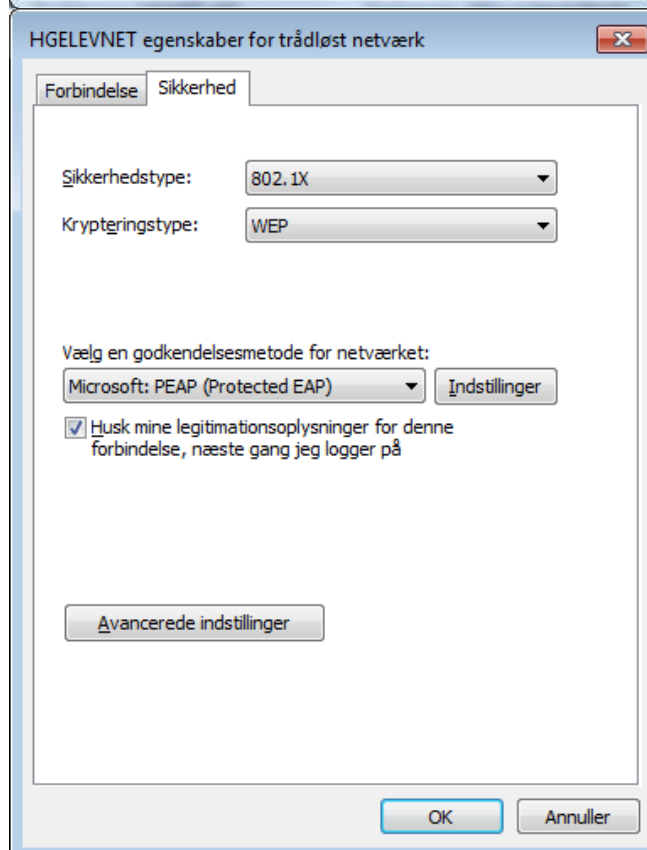 HGELEVNET egenskaber for trådløst netværk
Forbindelse Sikkerhed
Sikkerhedstype: 802.1X
Krypteringstype: WEP
Vælg en godkendelsesmetode for netværket:
Microsoft: PEAP (Protected EAP) Indstillinger
Husk mine legitimationsoplysninger for denne
forbindelse, næste gang jeg logger på
Avancerede indstillinger
OK Annuller